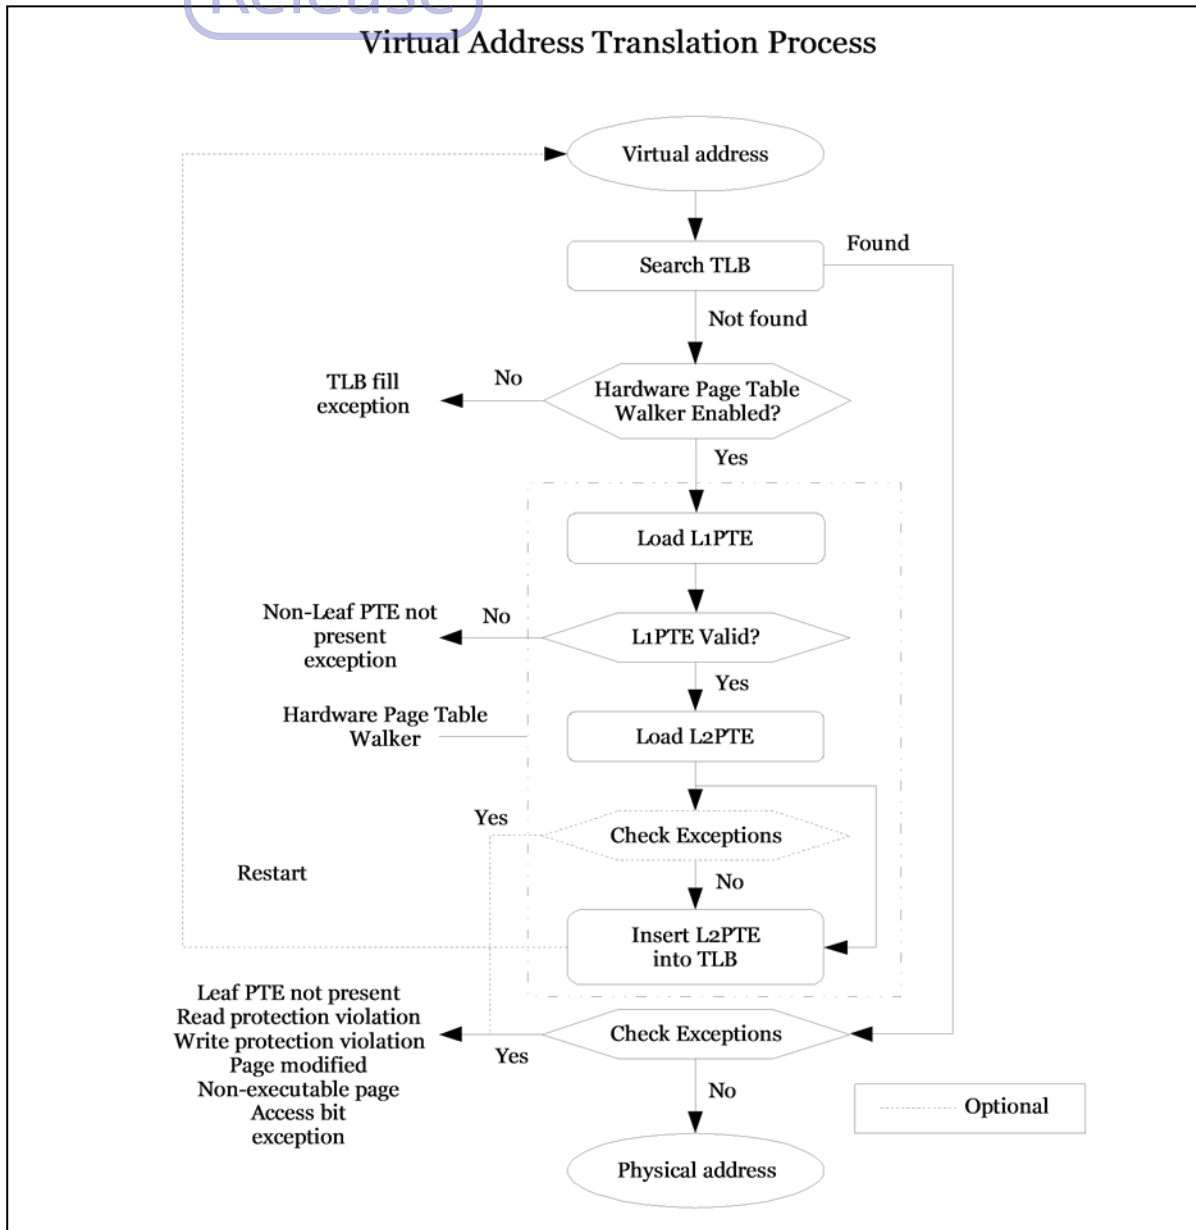 Release
Virtual Address Translation Process
Virtual address
Found
Search TLB
Not found
No
TLB fill
exception
Hardware Page Table
Walker Enabled?
Yes
Load L1PTE
Non-Leaf PTE not
present
exception
No
L1PTE Valid?
Yes
Hardware Page Table
Walker
Load L2PTE
Yes
Check Exceptions
Restart
No
Insert L2PTE
into TLB
Leaf PTE not present
Read protection violation
Write protection violation
Page modified
Non-executable page
Access bit
exception
Yes
Check Exceptions
No
Optional
Physical address